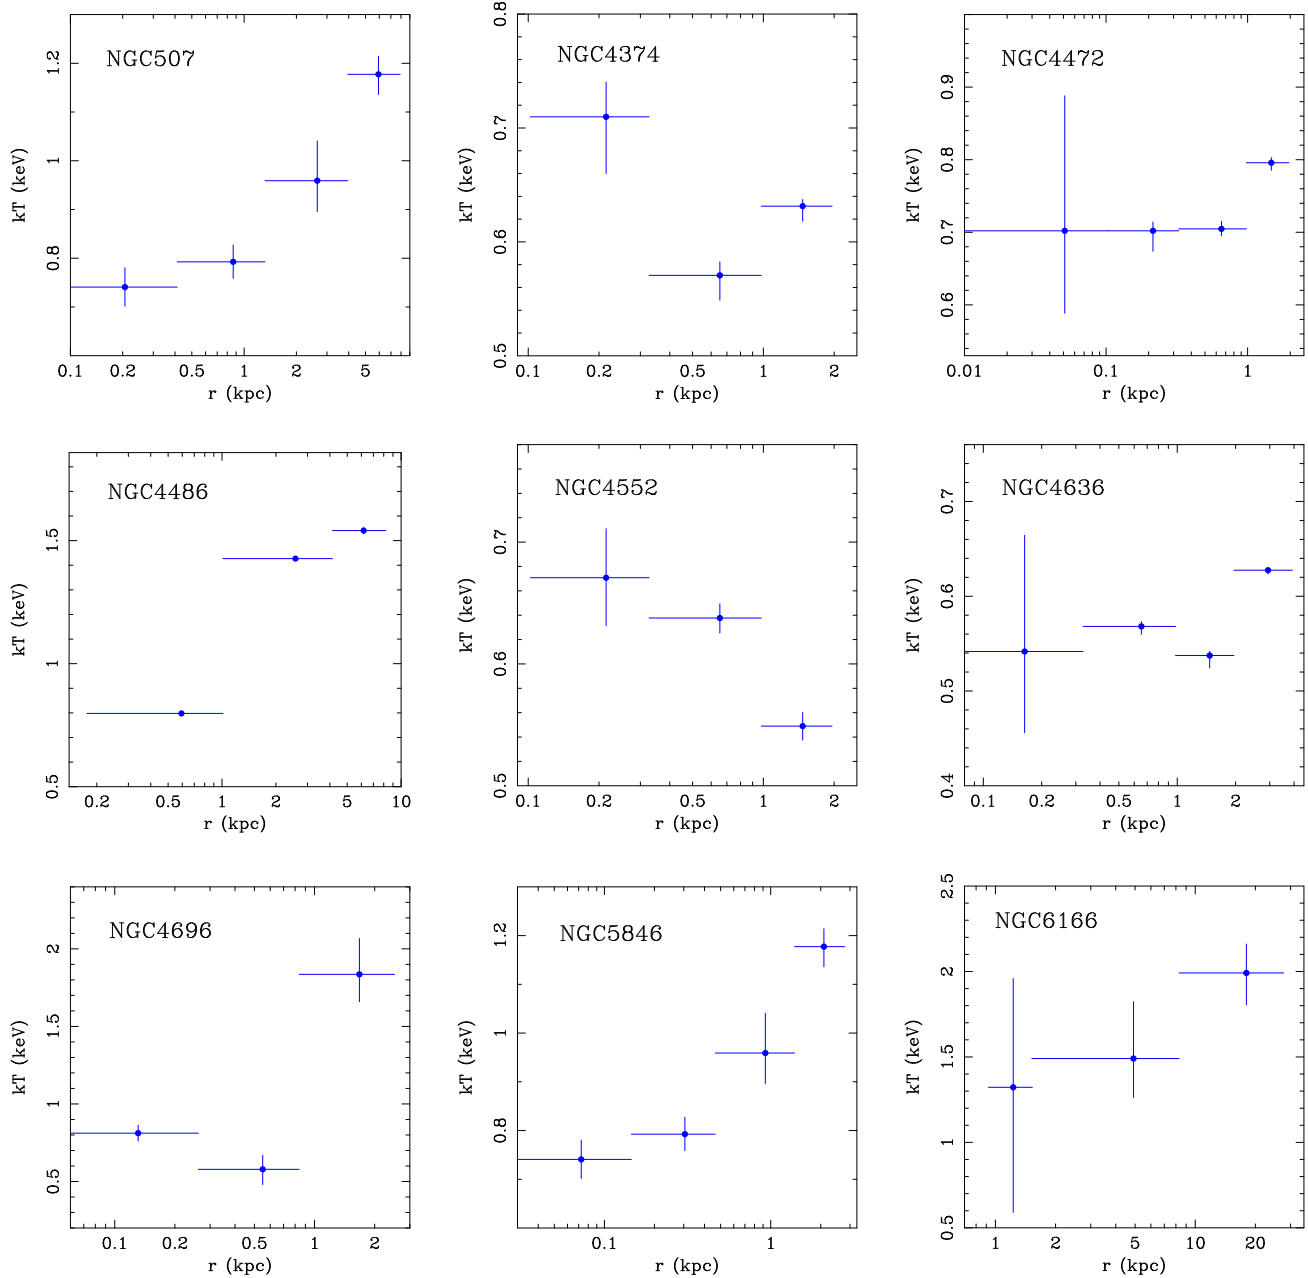 NGC507
kT (keV)
0.8
1
1.2
0.1 0.2 0.5 1 2 5
r (kpc)
NGC4374
kT (keV)
0.5
0.6
0.7
0.8
0.1 0.2 0.5 1 2
r (kpc)
NGC4472
kT (keV)
0.6
0.7
0.8
0.9
0.01 0.1 1
r (kpc)
NGC4486
kT (keV)
0.5
1
1.5
0.2 0.5 1 2 5 10
r (kpc)
NGC4552
kT (keV)
0.5
0.6
0.7
0.1 0.2 0.5 1 2
r (kpc)
NGC4636
kT (keV)
0.4
0.5
0.6
0.7
0.1 0.2 0.5 1 2
r (kpc)
NGC4696
kT (keV)
0.5
1
1.5
2
0.1 0.2 0.5 1 2
r (kpc)
NGC5846
kT (keV)
0.8
1
1.2
0.1 1
r (kpc)
NGC6166
kT (keV)
0.5
1
1.5
2
2.5
1 2 5 10 20
r (kpc)